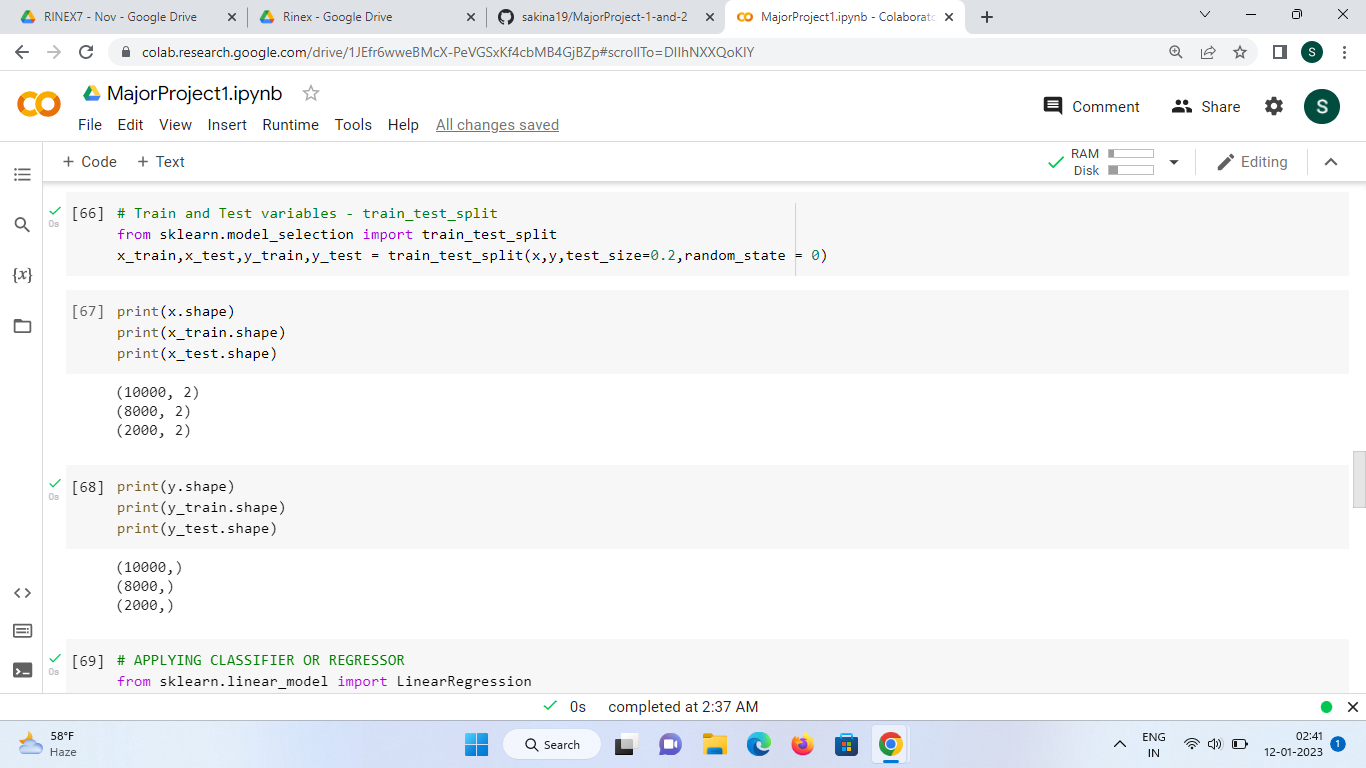 RINEX7 - Nov - Google Drive
Rinex - Google Drive
sakina19/MajorProject-1-and-2
MajorProject1.ipynb - Colaborato
colab.research.google.com/drive/1JEfr6wweBMcX-PeVGSxKf4cbMB4GjBZp#scrollTo=DIIhNXXQoKIY
S
MajorProject1.ipynb
Comment
Share
S
File Edit View Insert Runtime Tools Help All changes saved
+ Code + Text
RAM
Disk
Editing
{x}
[66] # Train and Test variables - train_test_split
0s
from sklearn.model_selection import train_test_split
x_train,x_test,y_train,y_test = train_test_split(x,y,test_size=0.2,random_state = 0)
[67] print(x.shape)
print(x_train.shape)
print(x_test.shape)
(10000, 2)
(8000, 2)
(2000, 2)
[68] print(y.shape)
0s
print(y_train.shape)
print(y_test.shape)
(10000,)
(8000,)
(2000,)
[69] # APPLYING CLASSIFIER OR REGRESSOR
0s
from sklearn.linear_model import LinearRegression
0s completed at 2:37 AM
58°F
Haze
Search
ENG
IN
02:41
12-01-2023
1